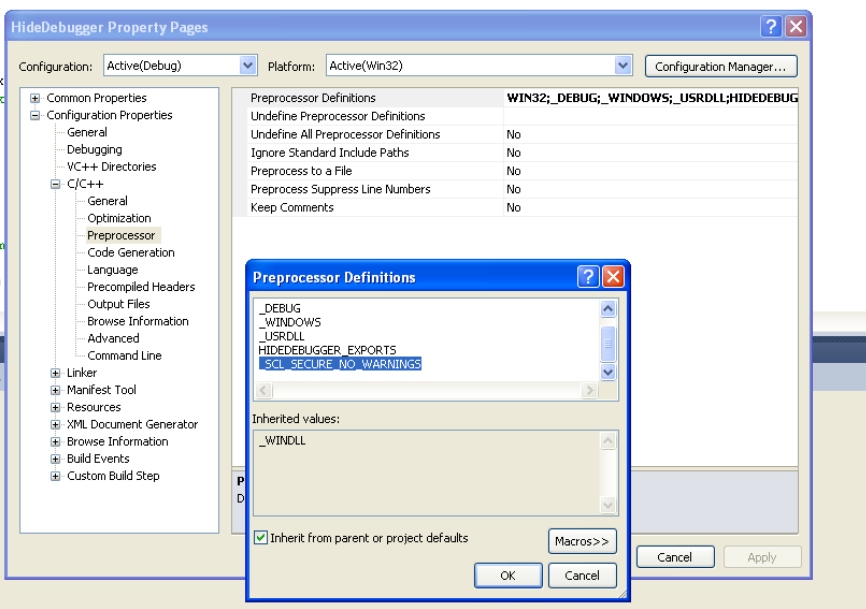 HideDebugger Property Pages
Configuration: Active(Debug) Platform: Active(Win32) Configuration Manager...
Common Properties
Configuration Properties
General
Debugging
VC++ Directories
C/C++
General
Optimization
Preprocessor
Code Generation
Language
Precompiled Headers
Output Files
Browse Information
Advanced
Command Line
Linker
Manifest Tool
Resources
XML Document Generator
Browse Information
Build Events
Custom Build Step
Preprocessor Definitions WIN32;_DEBUG;_WINDOWS;_USRDLL;HIDEDEBUG
Undefine Preprocessor Definitions
Undefine All Preprocessor Definitions No
Ignore Standard Include Paths No
Preprocess to a File No
Preprocess Suppress Line Numbers No
Keep Comments No
P
D
Preprocessor Definitions
_DEBUG
_WINDOWS
_USRDLL
HIDEDEBUGGER_EXPORTS
_SCL_SECURE_NO_WARNINGS
Inherited values:
_WINDLL
Inherit from parent or project defaults
Macros>>
OK Cancel
Cancel Apply